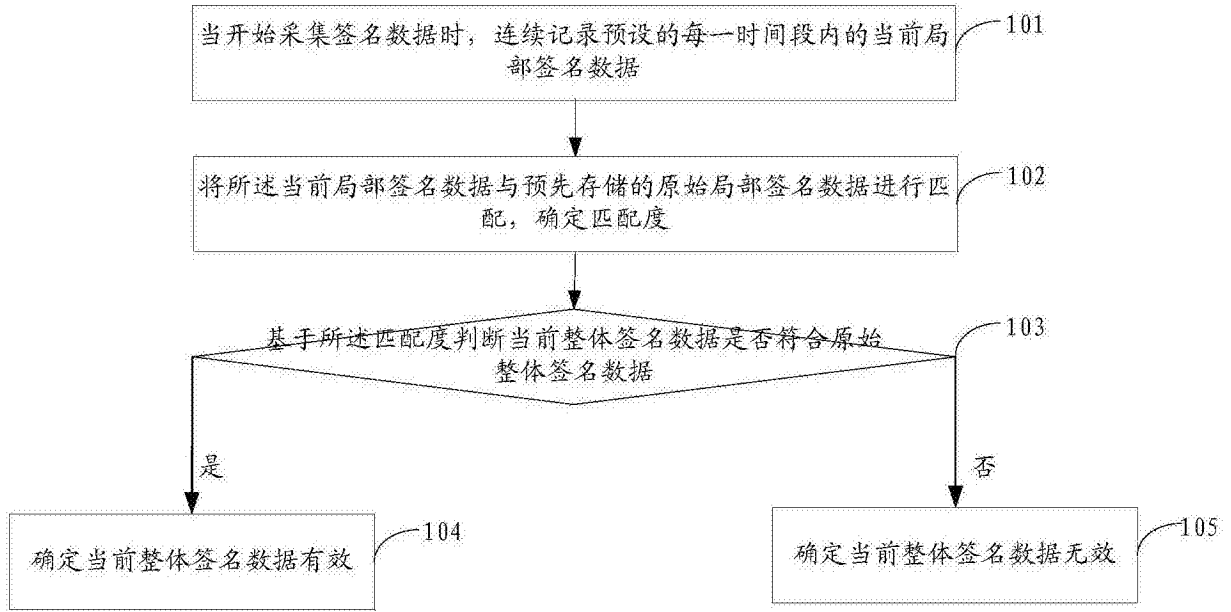 当开始采集签名数据时，连续记录预设的每一时间段内的当前局
部签名数据
101
将所述当前局部签名数据与预先存储的原始局部签名数据进行匹
配，确定匹配度
102
基于所述匹配度判断当前整体签名数据是否符合原始
整体签名数据
103
是
否
确定当前整体签名数据有效
104
确定当前整体签名数据无效
105